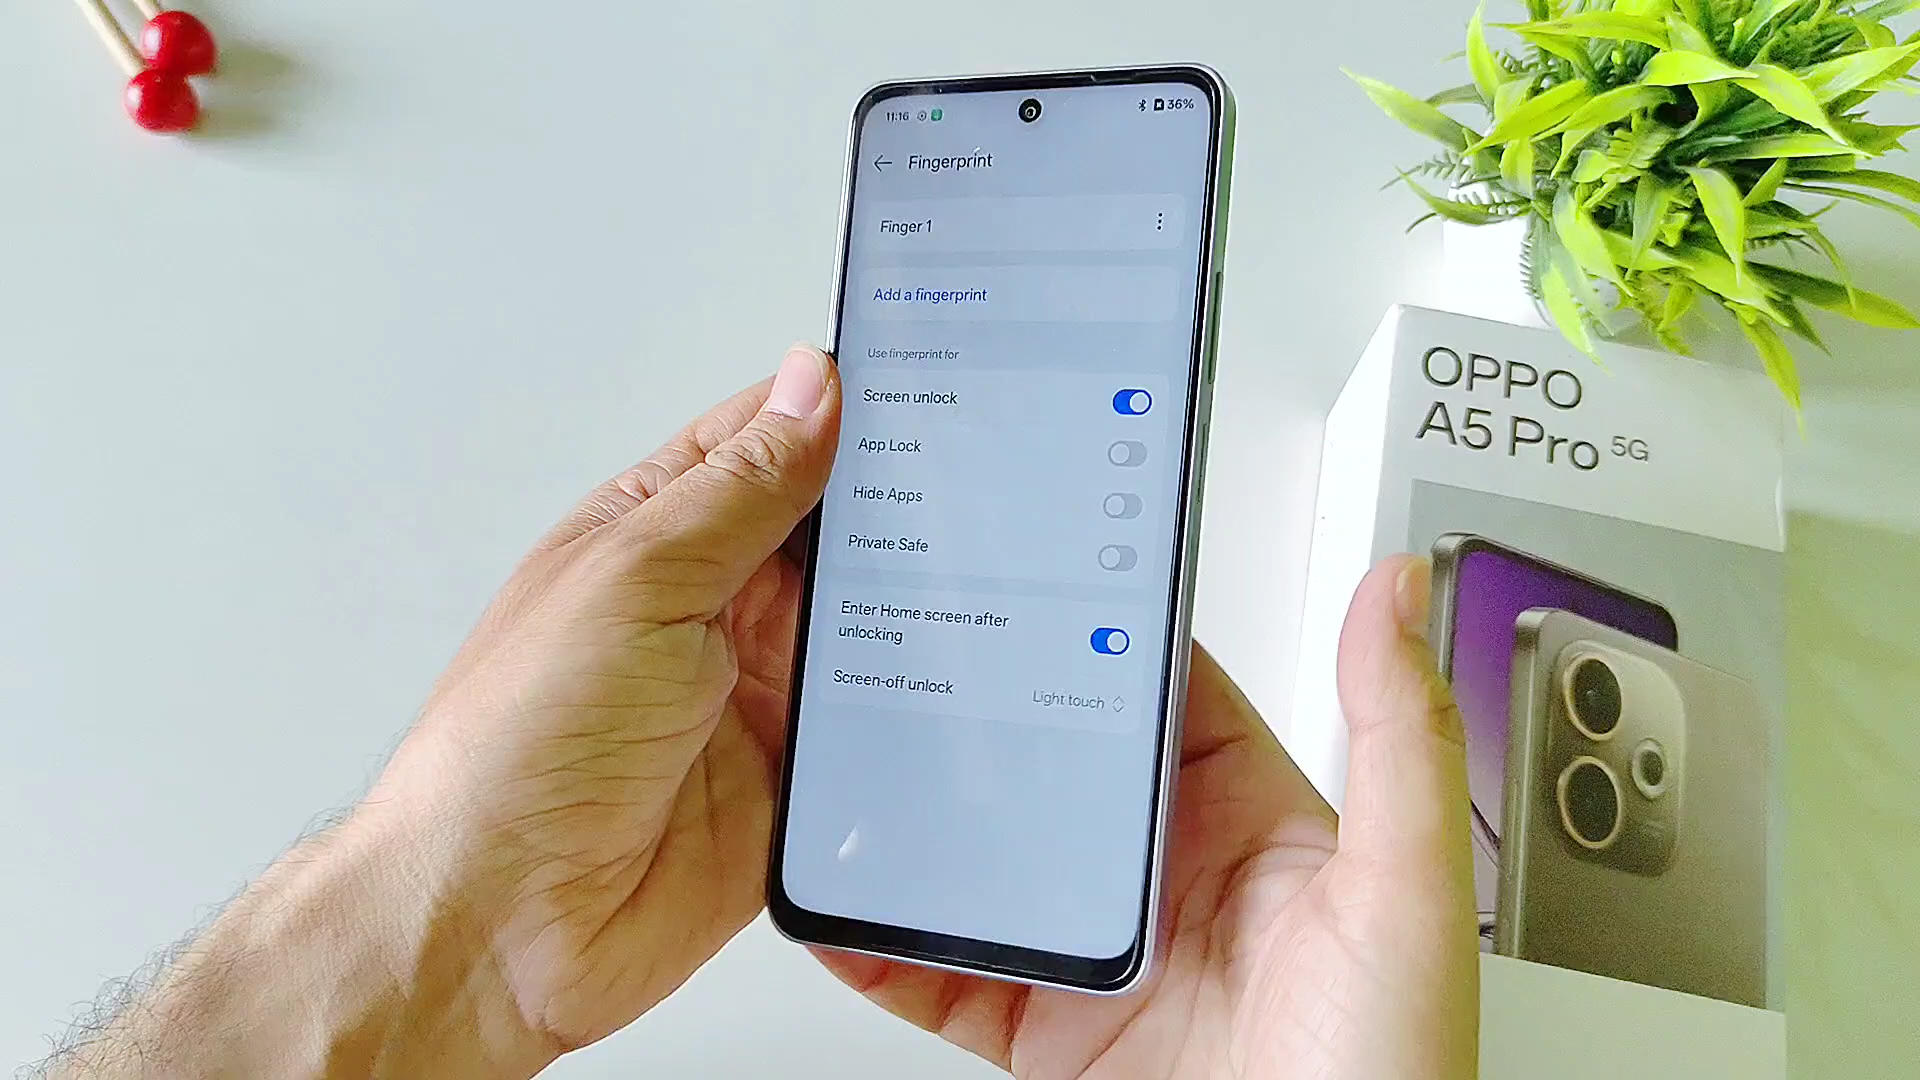 11:16
36%
Fingerprint
Finger 1
Add a fingerprint
Use fingerprint for
Screen unlock
App Lock
Hide Apps
Private Safe
Enter Home screen after
unlocking
Screen-off unlock
Light touch
OPPO
A5 Pro 5G